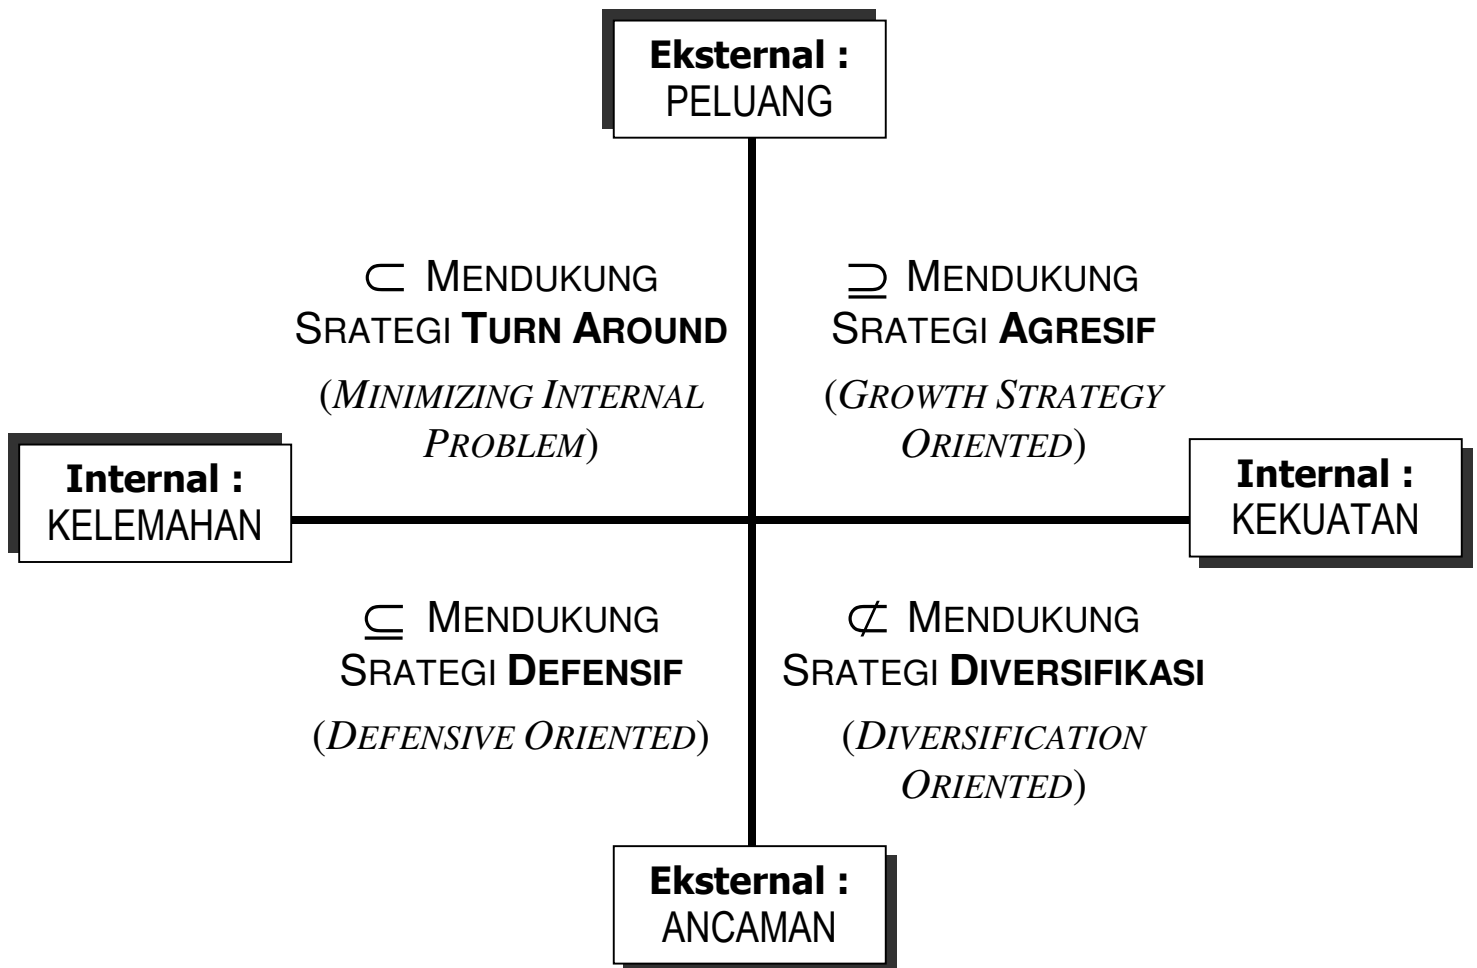 Eksternal :
PELUANG
⊂ MENDUKUNG
SRATEGI TURN AROUND
(MINIMIZING INTERNAL
PROBLEM)
⊇ MENDUKUNG
SRATEGI AGRESIF
(GROWTH STRATEGY
ORIENTED)
Internal :
KELEMAHAN
Internal :
KEKUATAN
⊆ MENDUKUNG
SRATEGI DEFENSIF
(DEFENSIVE ORIENTED)
⊄ MENDUKUNG
SRATEGI DIVERSIFIKASI
(DIVERSIFICATION
ORIENTED)
Eksternal :
ANCAMAN